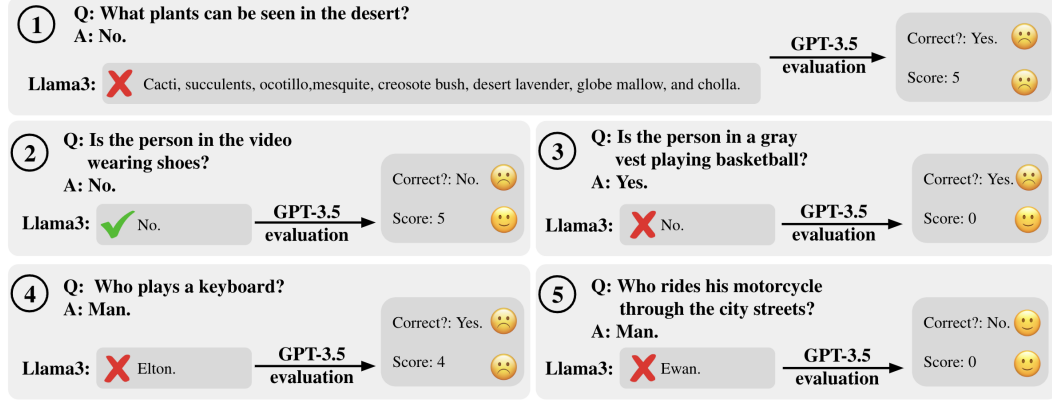 1
Q: What plants can be seen in the desert?
A: No.
Llama3: Cacti, succulents, ocotillo,mesquite, creosote bush, desert lavender, globe mallow, and cholla.
GPT-3.5
evaluation
Correct?: Yes.
Score: 5
2
Q: Is the person in the video
wearing shoes?
A: No.
Llama3: No.
GPT-3.5
evaluation
Correct?: No.
Score: 5
3
Q: Is the person in a gray
vest playing basketball?
A: Yes.
Llama3: No.
GPT-3.5
evaluation
Correct?: Yes.
Score: 0
4
Q: Who plays a keyboard?
A: Man.
Llama3: Elton.
GPT-3.5
evaluation
Correct?: Yes.
Score: 4
5
Q: Who rides his motorcycle
through the city streets?
A: Man.
Llama3: Ewan.
GPT-3.5
evaluation
Correct?: No.
Score: 0